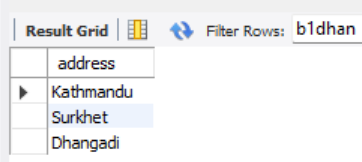 Result Grid Filter Rows: b1dhan
address
Kathmandu
Surkhet
Dhangadi